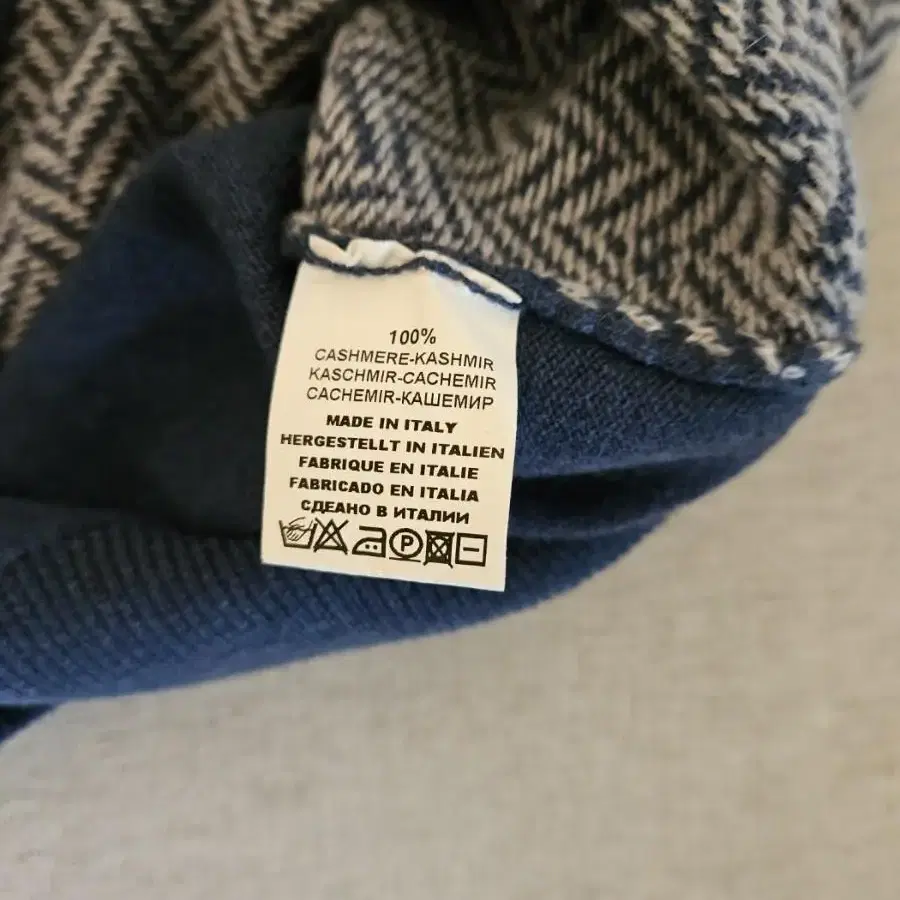 100%
CASHMERE-KASHMIR
KASCHMIR-CACHEMIR
CACHEMIR-КАШЕМИР
MADE IN ITALY
HERGESTELLT IN ITALIEN
FABRIQUE EN ITALIE
FABRICADO EN ITALIA
СДЕАНО В ИТАЛИИ
P